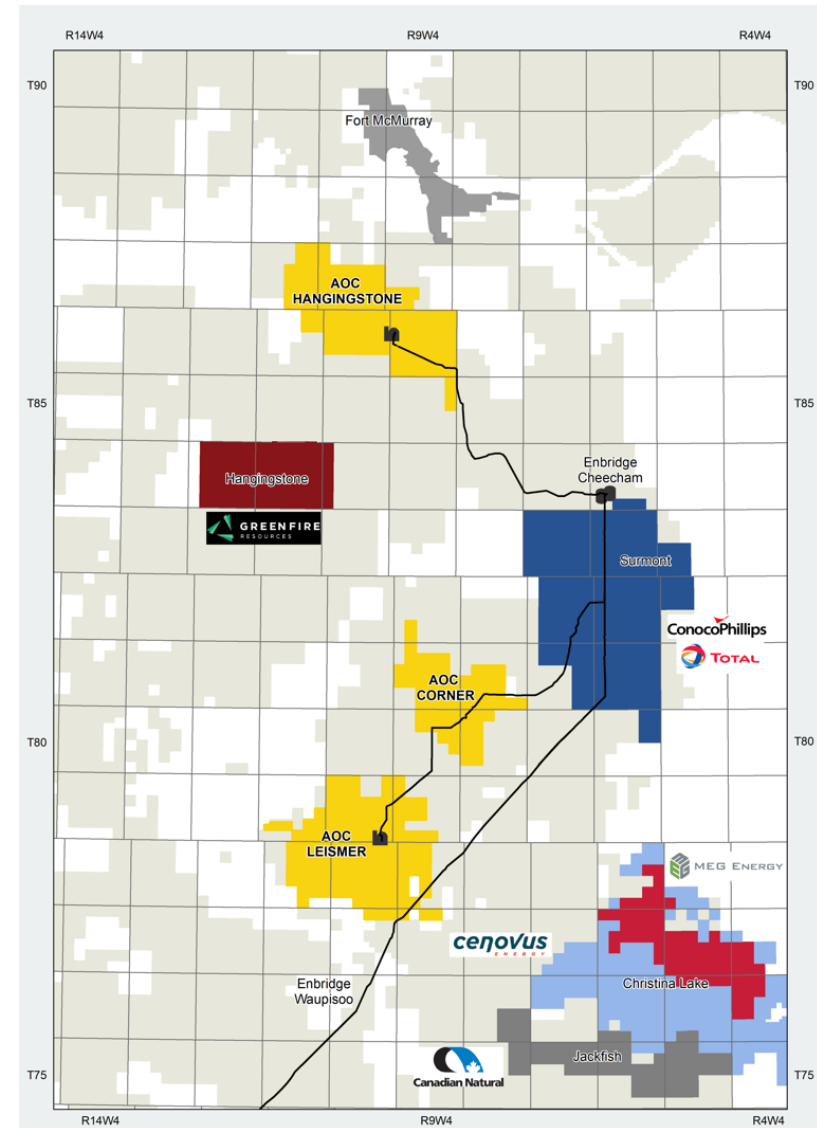 R14W4
R9W4
R4W4
T90
T90
Fort McMurray
AOC
HANGINGSTONE
T85
T85
Enbridge
Cheecham
Hangingstone
GREENFIRE
RESOURCES
Surmont
ConocoPhillips
TOTAL
AOC
CORNER
T80
T80
AOC
LEISMER
MEG ENERGY
cenovus
ENERGY
Enbridge
Waupisoo
Christina Lake
Jackfish
Canadian Natural
T75
T75
R14W4
R9W4
R4W4